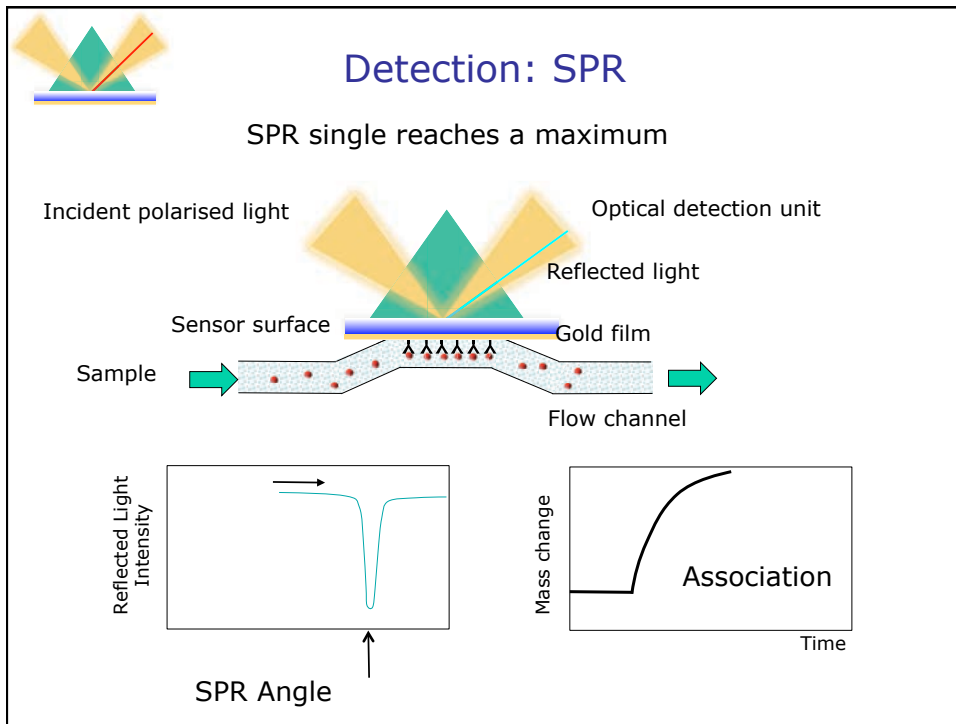 Detection: SPR
SPR single reaches a maximum
Incident polarised light
Optical detection unit
Reflected light
Sensor surface
Gold film
Sample
Flow channel
Reflected Light
Intensity
SPR Angle
Mass change
Association
Time